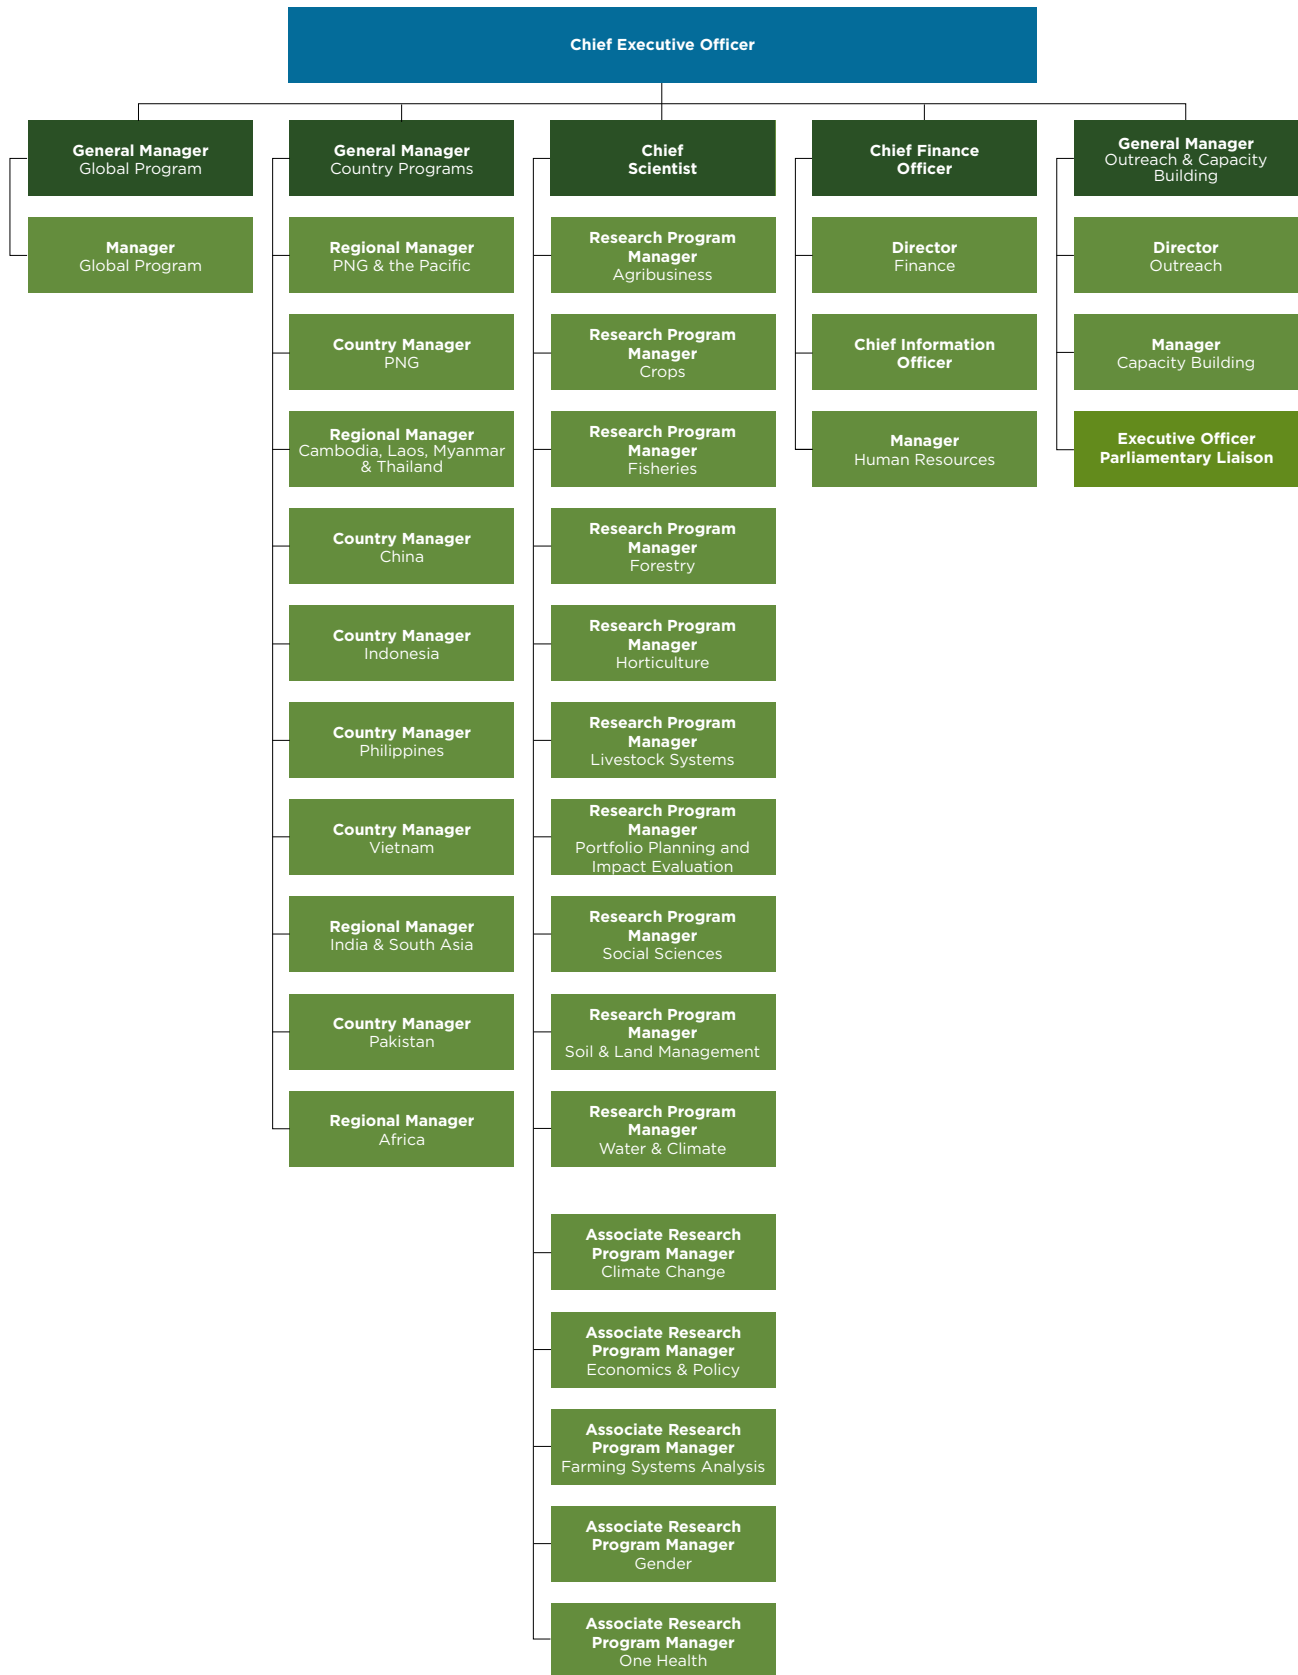 Chief Executive Officer
General Manager
Global Program
Manager
Global Program
General Manager
Country Programs
Regional Manager
PNG & the Pacific
Country Manager
PNG
Regional Manager
Cambodia, Laos, Myanmar
& Thailand
Country Manager
China
Country Manager
Indonesia
Country Manager
Philippines
Country Manager
Vietnam
Regional Manager
India & South Asia
Country Manager
Pakistan
Regional Manager
Africa
Chief
Scientist
Research Program
Manager
Agribusiness
Research Program
Manager
Crops
Research Program
Manager
Fisheries
Research Program
Manager
Forestry
Research Program
Manager
Horticulture
Research Program
Manager
Livestock Systems
Research Program
Manager
Portfolio Planning and
Impact Evaluation
Research Program
Manager
Social Sciences
Research Program
Manager
Soil & Land Management
Research Program
Manager
Water & Climate
Associate Research
Program Manager
Climate Change
Associate Research
Program Manager
Economics & Policy
Associate Research
Program Manager
Farming Systems Analysis
Associate Research
Program Manager
Gender
Associate Research
Program Manager
One Health
Chief Finance
Officer
Director
Finance
Chief Information
Officer
Manager
Human Resources
General Manager
Outreach & Capacity
Building
Director
Outreach
Manager
Capacity Building
Executive Officer
Parliamentary Liaison